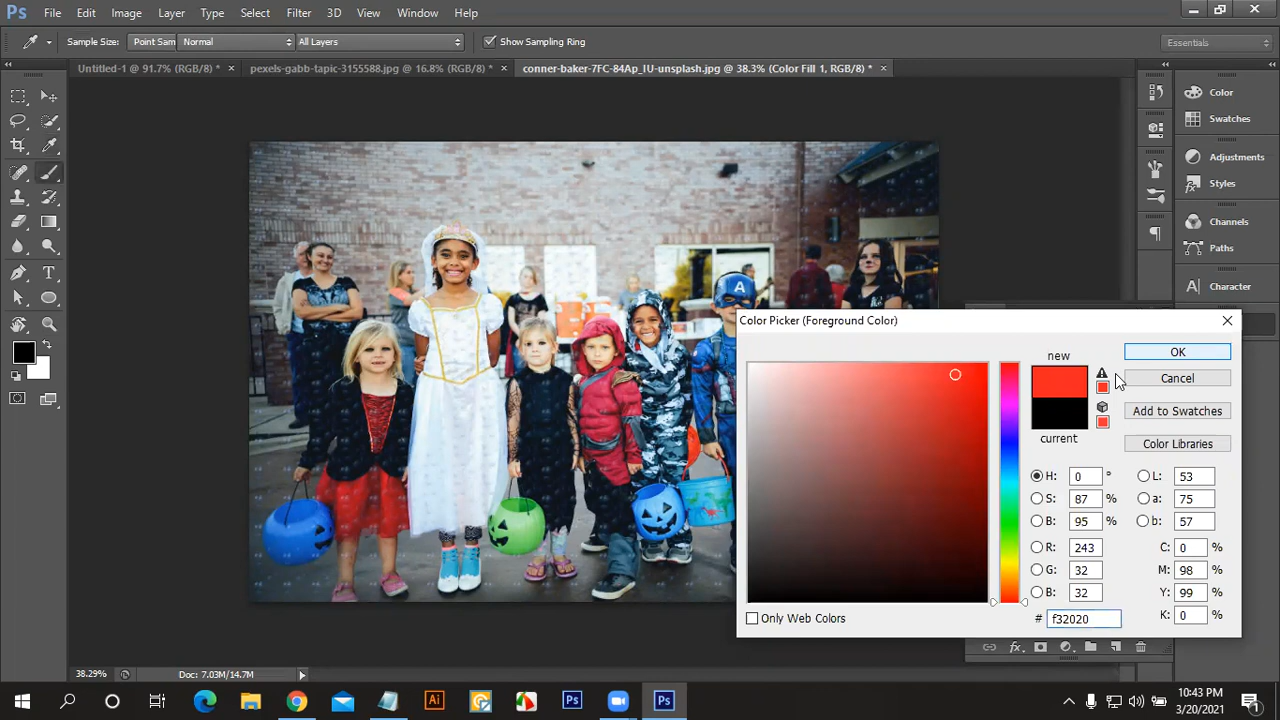 Ps File Edit Image Layer Type Select Filter 3D View Window Help
Sample Size: Point Sam Normal All Layers Show Sampling Ring Essentials
Untitled-1 @ 91.7% (RGB/8) * × pexels-gabb-tapic-3155588.jpg @ 16.8% (RGB/8) * × conner-baker-7FC-84Ap_IU-unsplash.jpg @ 38.3% (Color Fill 1, RGB/8) * ×
Color
Swatches
Adjustments
Styles
Channels
Paths
Character
A
Color Picker (Foreground Color)
new
OK
Cancel
Add to Swatches
current
Color Libraries
H: 0 ° L: 53
S: 87 % a: 75
B: 95 % b: 57
R: 243 C: 0 %
G: 32 M: 98 %
B: 32 Y: 99 %
Only Web Colors # f32020 K: 0 %
fx
38.29% Doc: 7.03M/14.7M
Ai Ps Ps
10:43 PM
3/20/2021
1